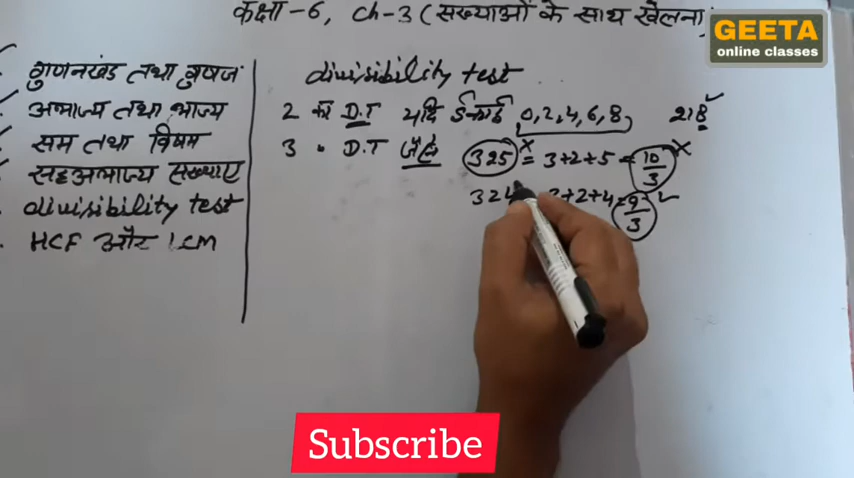 कक्षा -6, ch-3 (संख्याओं के साथ खेलना)
GEETA
online classes
गुणनखंड तथा गुणज
अभाज्य तथा भाज्य
सम तथा विषम
सहअभाज्य संख्याए
divisibility test
HCF और LCM
divisibility test
2 का D.T यदि ईकाई 0, 2, 4, 6, 8, 218
3 " D.T जैसे 325 = 3+2+5 = 10/3
324 3+2+4 = 9/3
Subscribe